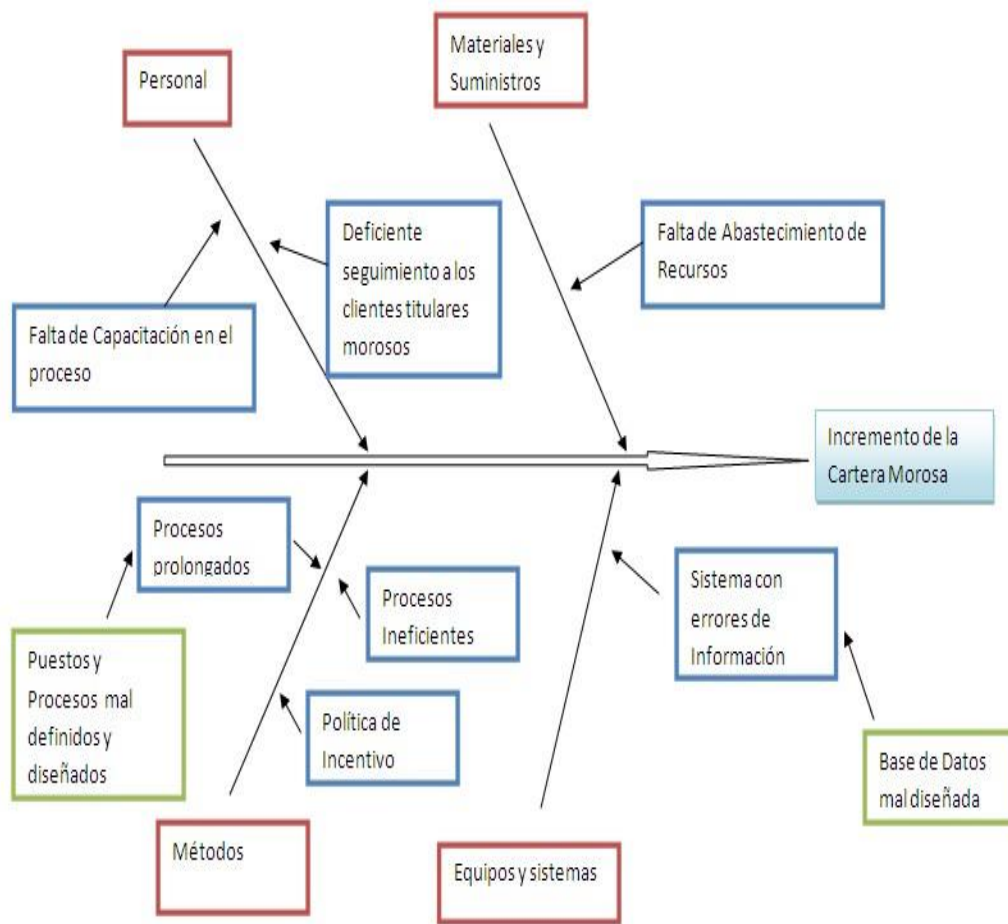 Personal
Materiales y
Suministros
Deficiente
seguimiento a los
clientes titulares
morosos
Falta de Abastecimiento de
Recursos
Falta de Capacitación en el
proceso
Incremento de la
Cartera Morosa
Procesos
prolongados
Procesos
Ineficientes
Sistema con
errores de
Información
Puestos y
Procesos mal
definidos y
diseñados
Política de
Incentivo
Base de Datos
mal diseñada
Métodos
Equipos y sistemas